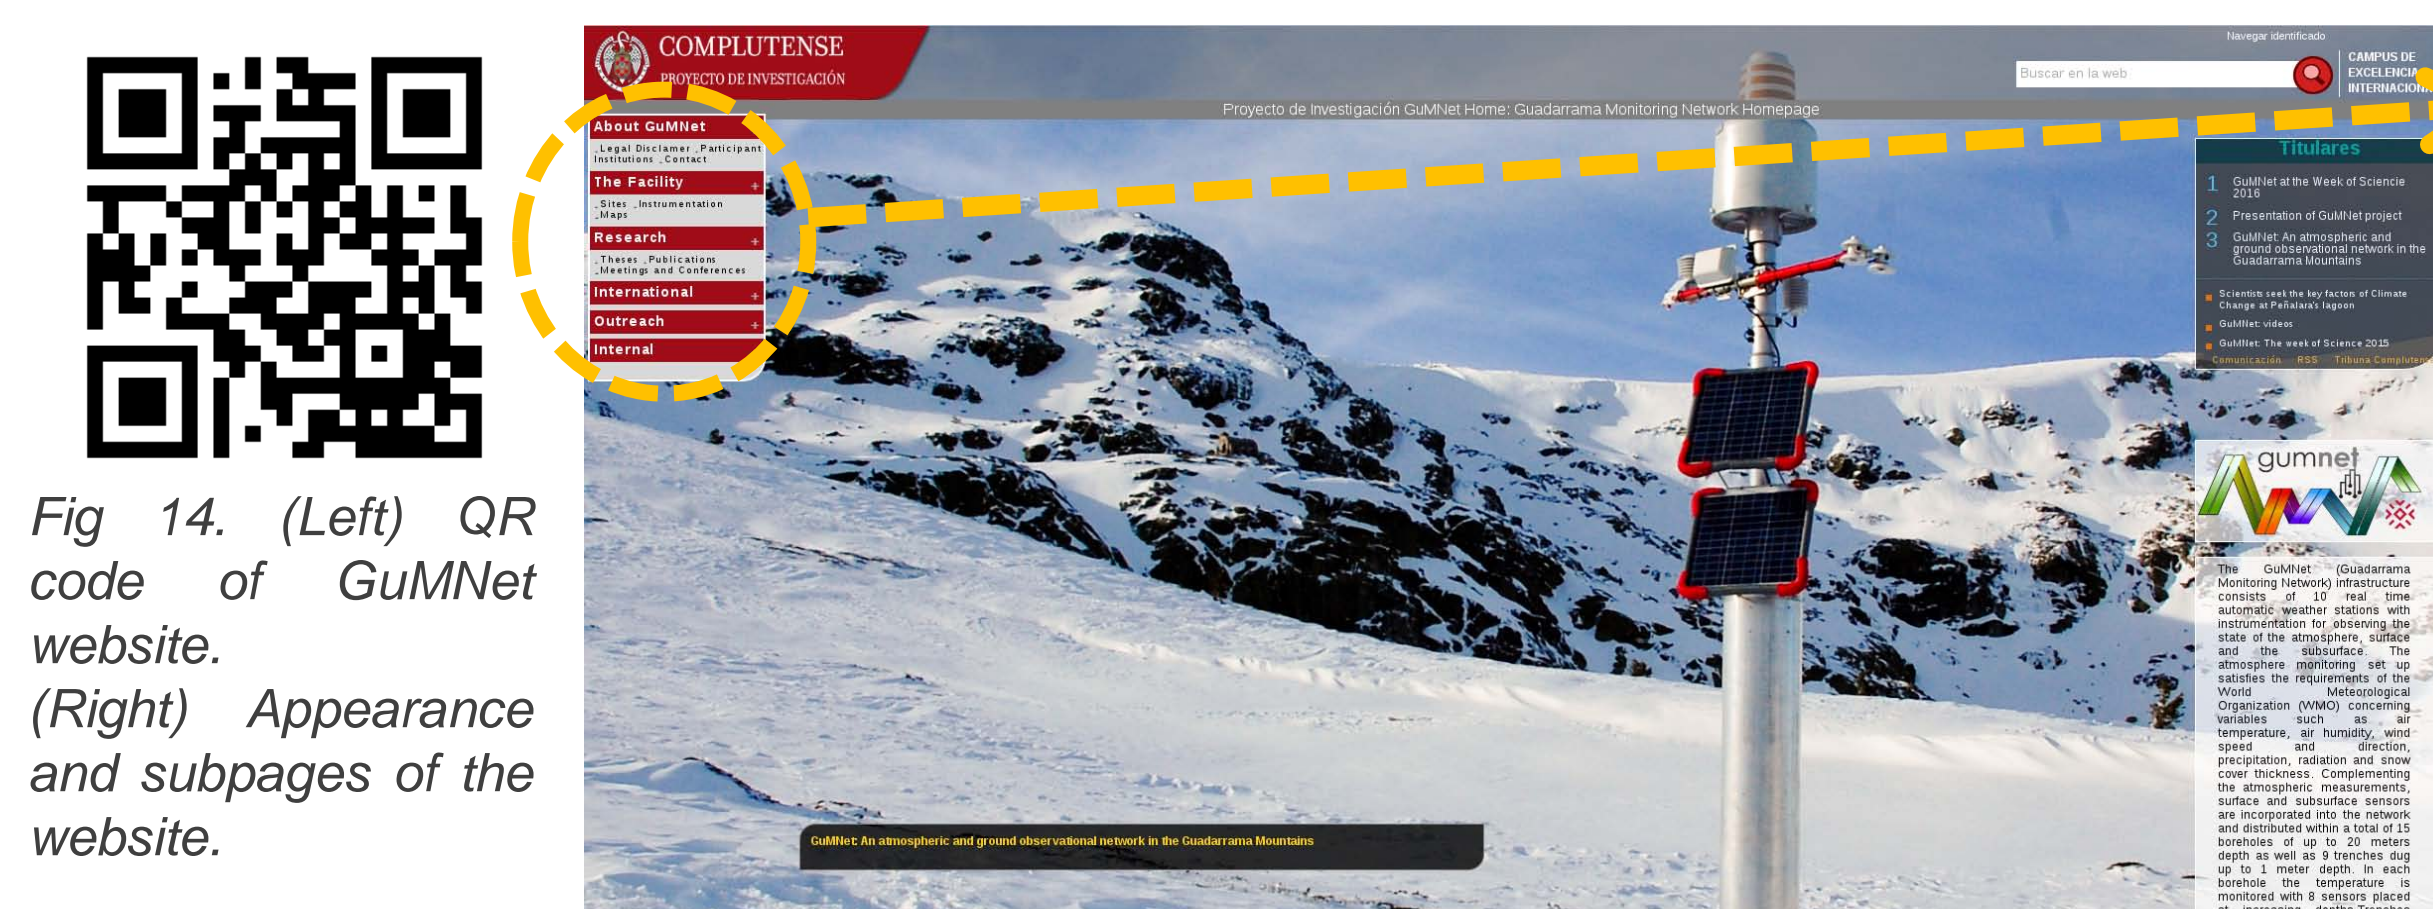 Fig 14. (Left) QR
code of GuMNet
website.
(Right) Appearance
and subpages of the
website.
COMPLUTENSE
PROYECTO DE INVESTIGACIÓN
Navegar identificado
Buscar en la web
CAMPUS DE
EXCELENCIA
Proyecto de Investigación GuMNet Home: Guadarrama Monitoring Network Homepage
About GuMNet
Legal Disclamer Participant
Institutions Contact
The Facility +
Sites Instrumentation
Maps
Research +
Theses Publications
Meetings and Conferences
International +
Outreach +
Internal
Titulares
1 GuMNet at the Week of Sciencie
2016
2 Presentation of GuMNet project
3 GuMNet: An atmospheric and
ground observational network in the
Guadarrama Mountains
Scientists seek the key factors of Climate
Change at Peñalara's lagoon
GuMNet: videos
GuMNet: The week of Science 2015
Comunicación RSS Tribuna
gumnet
The GuMNet (Guadarrama
Monitoring Network) infrastructure
consists of 10 real time
automatic weather stations with
instrumentation for observing the
state of the atmosphere, surface
and the subsurface. The
atmosphere monitoring set up
satisfies the requirements of the
World Meteorological
Organization (WMO) concerning
variables such as air
temperature, air humidity, wind
speed and direction,
precipitation, radiation and snow
cover thickness. Complementing
the atmospheric measurements,
surface and subsurface sensors
are incorporated into the network
and distributed within a total of 15
boreholes of up to 20 meters
depth as well as 9 trenches dug
up to 1 meter depth. In each
borehole the temperature is
monitored with 8 sensors placed
GuMNet: An atmospheric and ground observational network in the Guadarrama Mountains